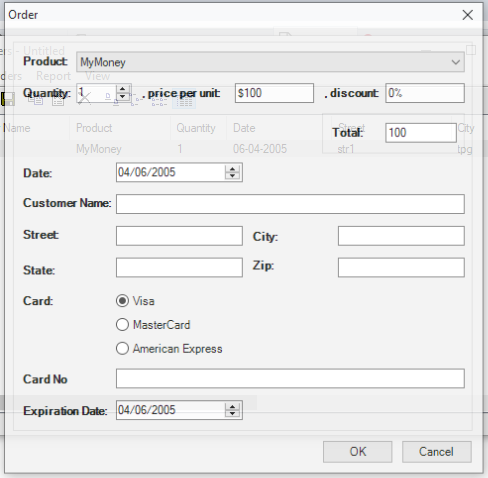 Order
ers - Untitled
Product: MyMoney
ders Report View
Quantity: 1 , price per unit: $100 , discount: 0%
Name Product Quantity Date Street City
Total: 100
MyMoney 1 06-04-2005 str1 tpg
Date: 04/06/2005
Customer Name:
Street: City:
State: Zip:
Card: Visa
MasterCard
American Express
Card No
Expiration Date: 04/06/2005
OK Cancel